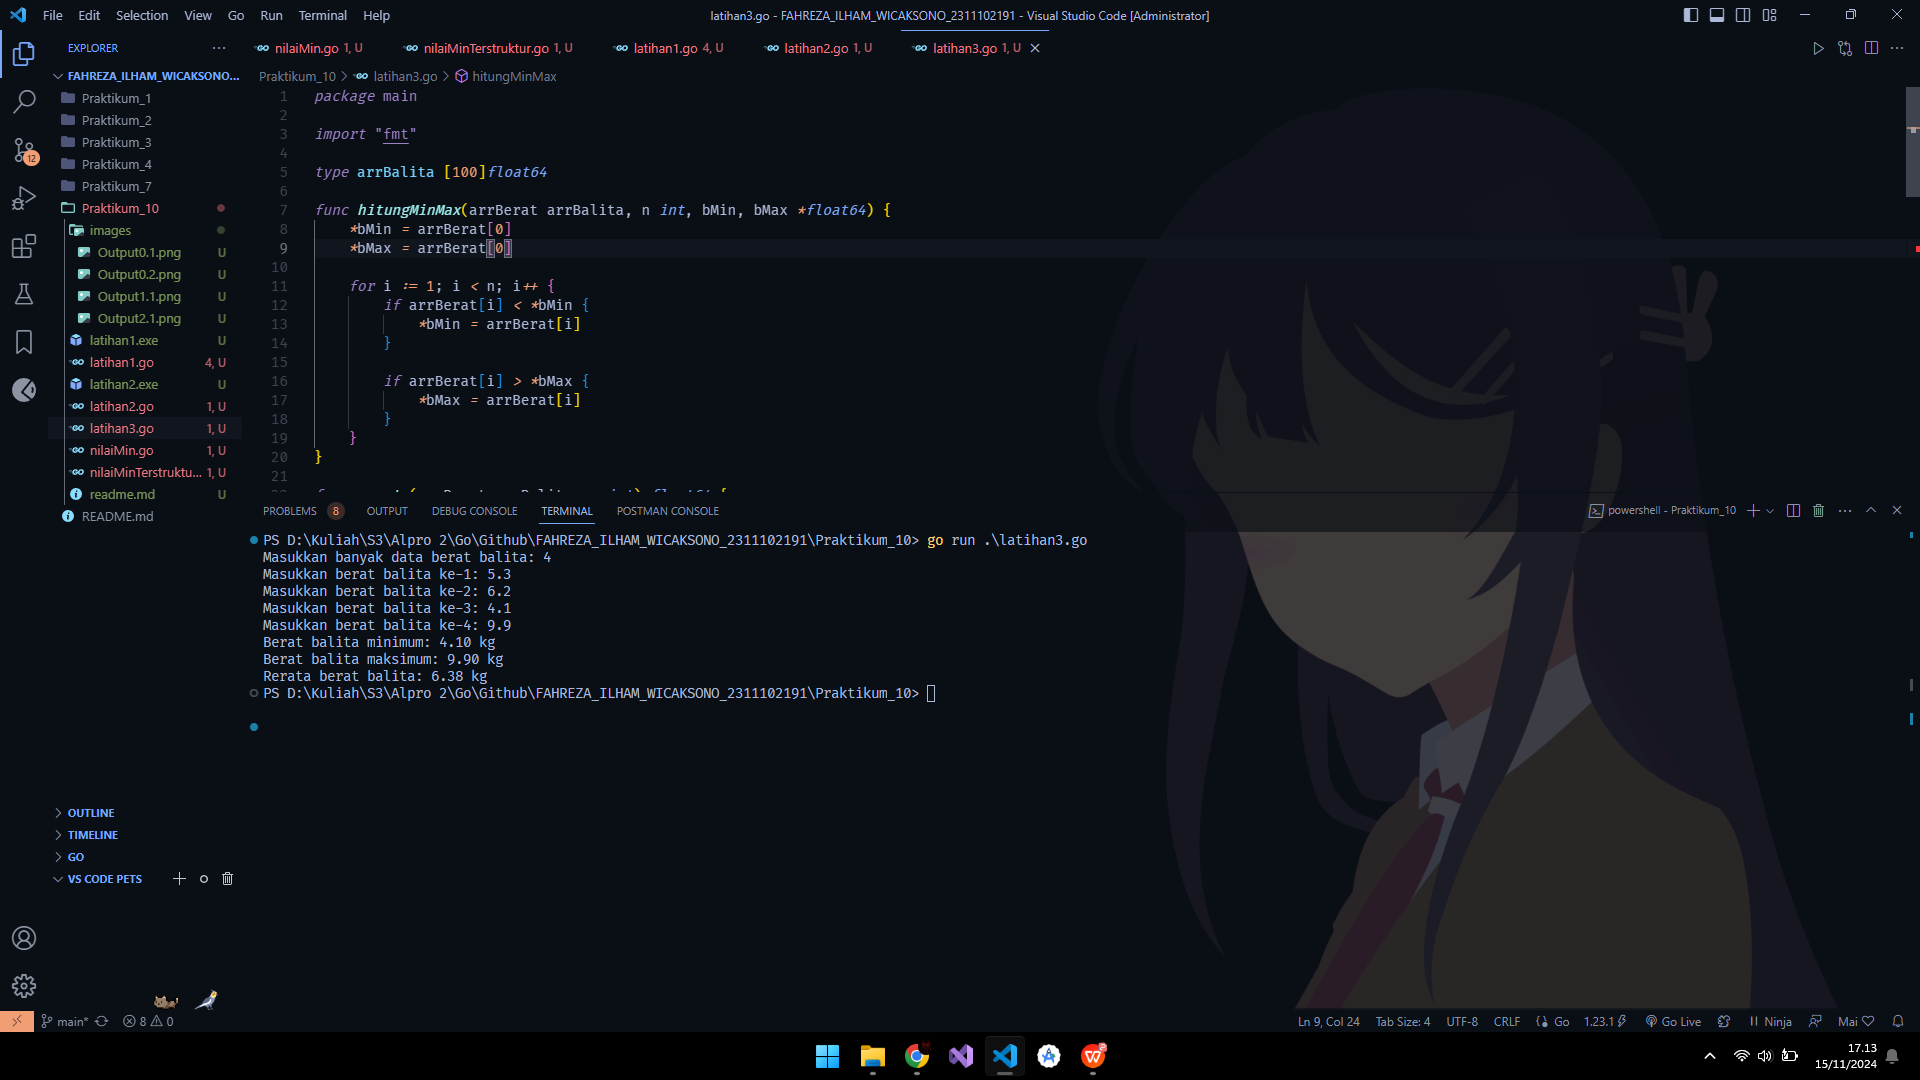 File Edit Selection View Go Run Terminal Help
latihan3.go - FAHREZA_ILHAM_WICAKSONO_2311102191 - Visual Studio Code [Administrator]
EXPLORER
FAHREZA_ILHAM_WICAKSONO...
Praktikum_1
Praktikum_2
Praktikum_3
Praktikum_4
Praktikum_7
Praktikum_10
images
Output0.1.png U
Output0.2.png U
Output1.1.png U
Output2.1.png U
latihan1.exe U
latihan1.go 4, U
latihan2.exe U
latihan2.go 1, U
latihan3.go 1, U
nilaiMin.go 1, U
nilaiMinTerstruktu... 1, U
readme.md U
README.md
12
OUTLINE
TIMELINE
GO
VS CODE PETS
nilaiMin.go 1, U nilaiMinTerstruktur.go 1, U latihan1.go 4, U latihan2.go 1, U latihan3.go 1, U
Praktikum_10 > latihan3.go > hitungMinMax
1 package main
2
3 import "fmt"
4
5 type arrBalita [100]float64
6
7 func hitungMinMax(arrBerat arrBalita, n int, bMin, bMax *float64) {
8 *bMin = arrBerat[0]
9 *bMax = arrBerat[0]
10
11 for i := 1; i < n; i++ {
12 if arrBerat[i] < *bMin {
13 *bMin = arrBerat[i]
14 }
15
16 if arrBerat[i] > *bMax {
17 *bMax = arrBerat[i]
18 }
19 }
20 }
21
PROBLEMS 8 OUTPUT DEBUG CONSOLE TERMINAL POSTMAN CONSOLE
powershell - Praktikum_10
PS D:\Kuliah\S3\Alpro 2\Go\Github\FAHREZA_ILHAM_WICAKSONO_2311102191\Praktikum_10> go run .\latihan3.go
Masukkan banyak data berat balita: 4
Masukkan berat balita ke-1: 5.3
Masukkan berat balita ke-2: 6.2
Masukkan berat balita ke-3: 4.1
Masukkan berat balita ke-4: 9.9
Berat balita minimum: 4.10 kg
Berat balita maksimum: 9.90 kg
Rerata berat balita: 6.38 kg
PS D:\Kuliah\S3\Alpro 2\Go\Github\FAHREZA_ILHAM_WICAKSONO_2311102191\Praktikum_10>
main* 8 0
Ln 9, Col 24 Tab Size: 4 UTF-8 CRLF Go 1.23.1 Go Live Ninja Mai
17.13
15/11/2024